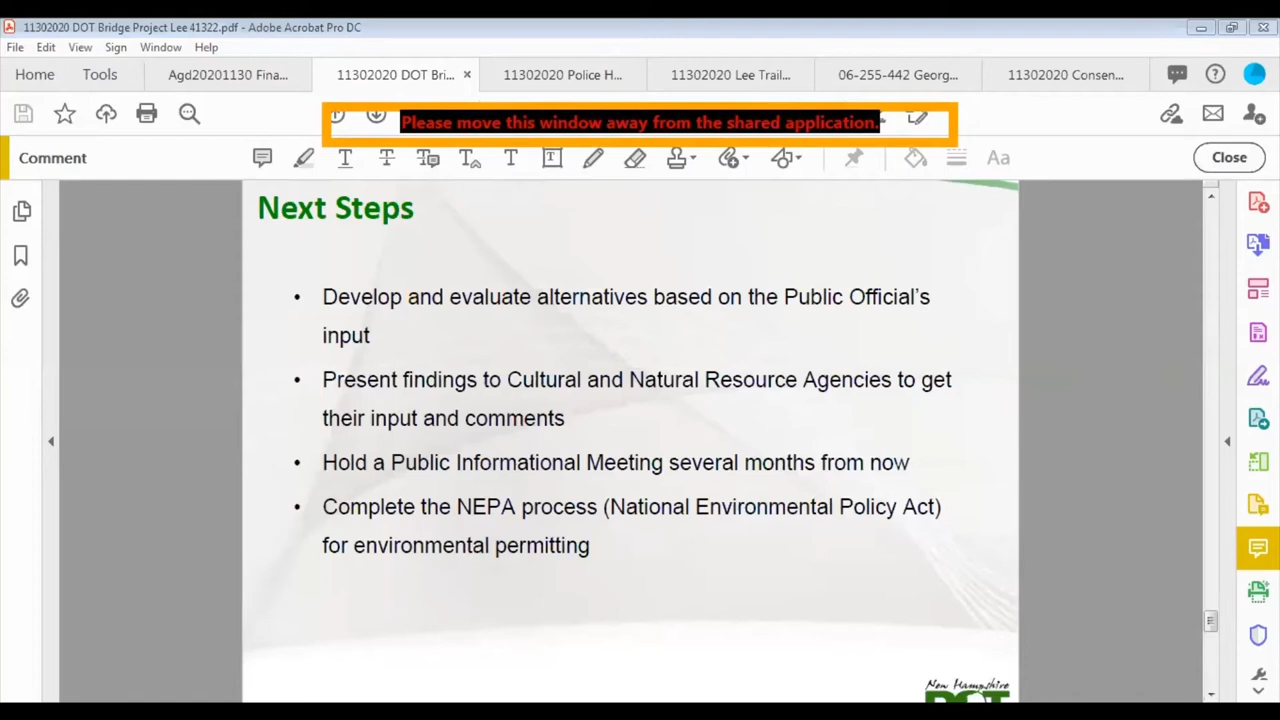 11302020 DOT Bridge Project Lee 41322.pdf - Adobe Acrobat Pro DC
File Edit View Sign Window Help
Home Tools Agd20201130 Fina... 11302020 DOT Bri... × 11302020 Police H... 11302020 Lee Trail... 06-255-442 Georg... 11302020 Consen...
Please move this window away from the shared application.
Comment
Close
Next Steps
• Develop and evaluate alternatives based on the Public Official's
input
• Present findings to Cultural and Natural Resource Agencies to get
their input and comments
• Hold a Public Informational Meeting several months from now
• Complete the NEPA process (National Environmental Policy Act)
for environmental permitting
New Hampshire
DOT